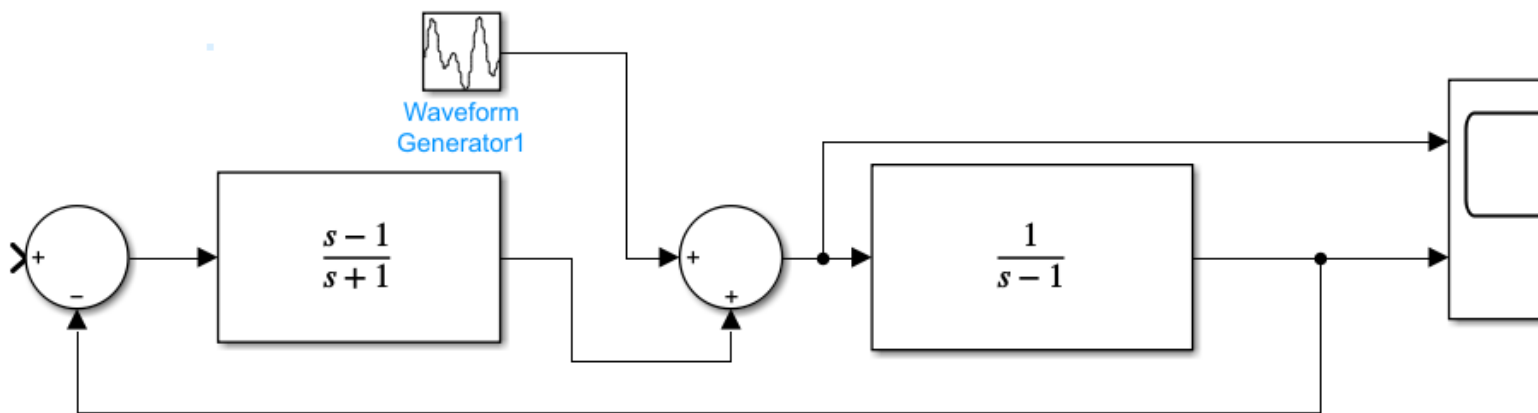 Waveform
Generator1
+
−
s − 1
s + 1
+
+
1
s − 1